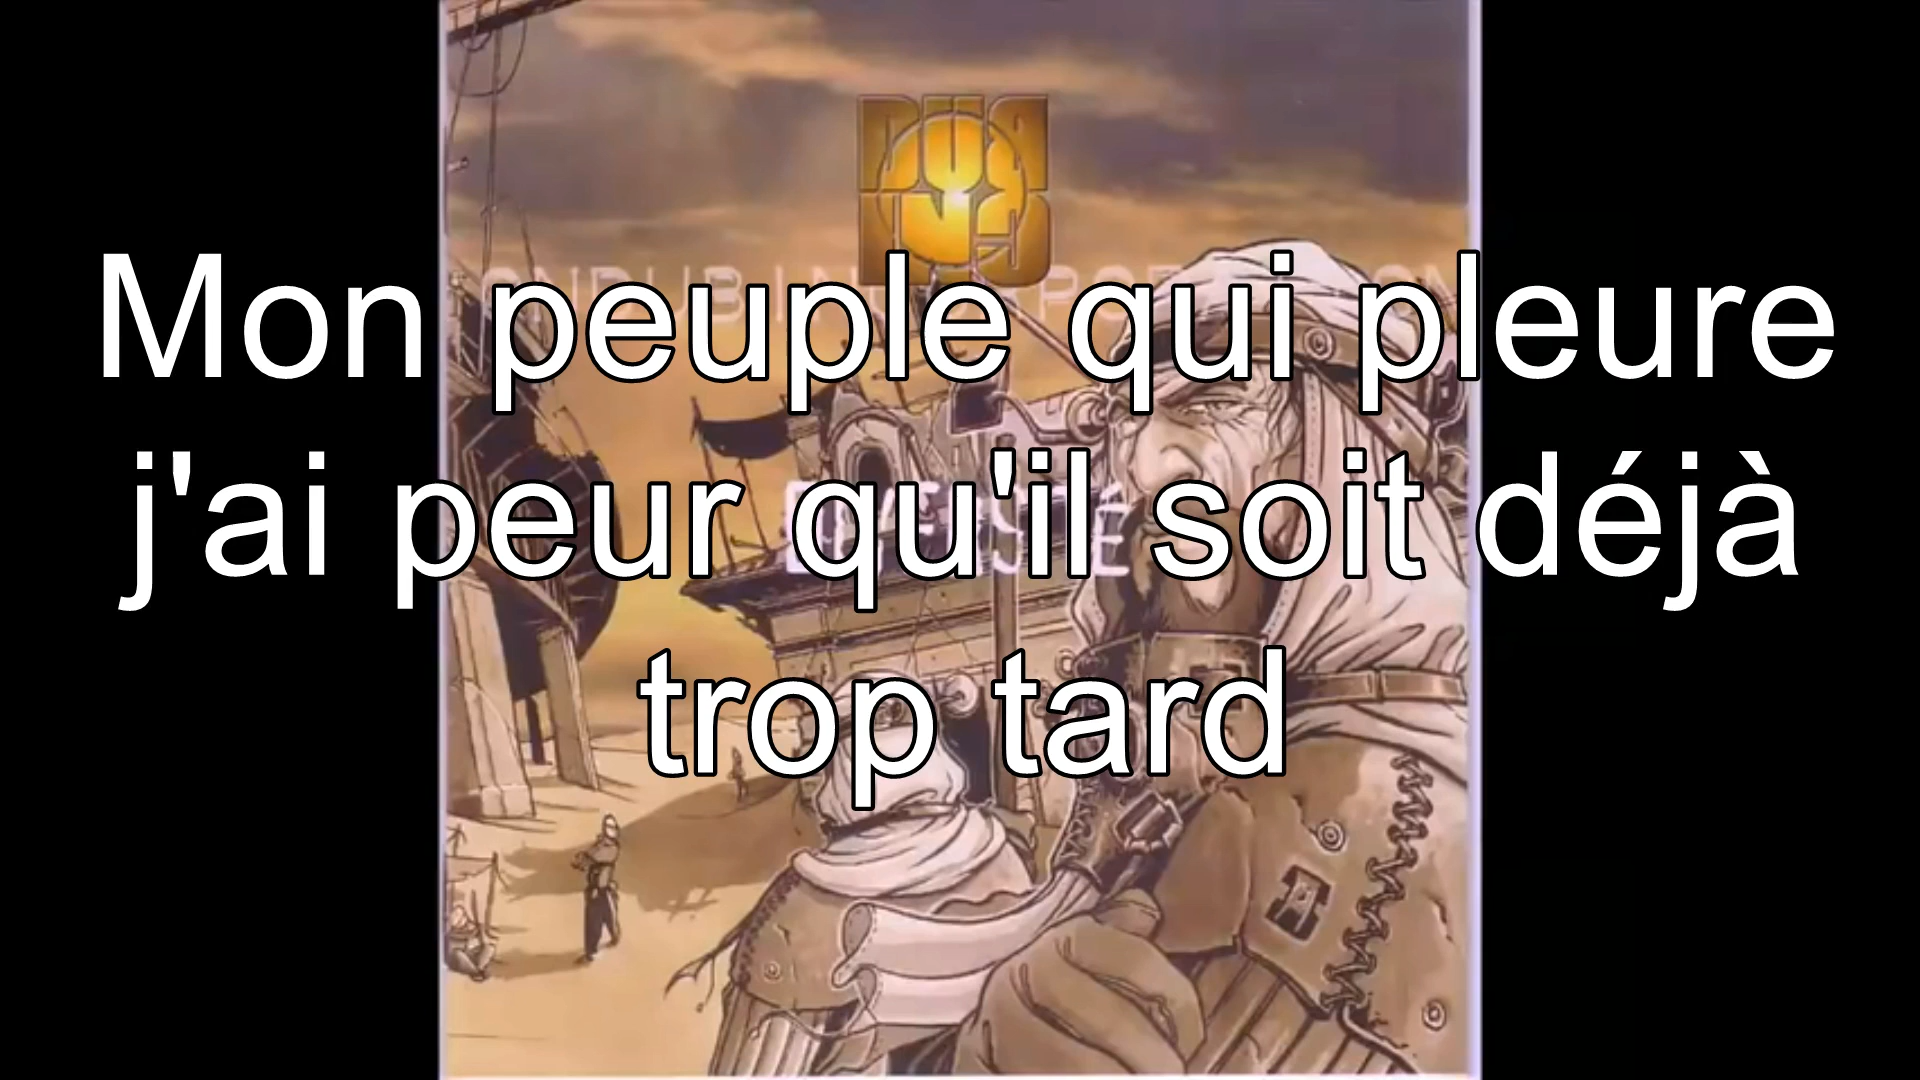 Mon peuple qui pleure
j'ai peur qu'il soit déjà
trop tard